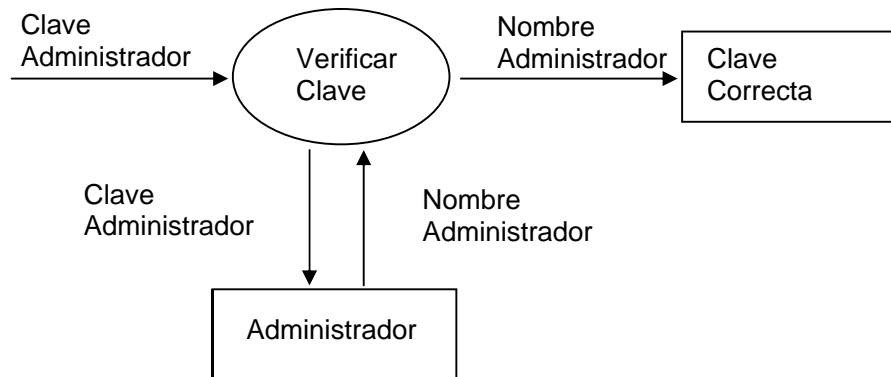 Clave
Administrador
Verificar
Clave
Nombre
Administrador
Clave
Correcta
Clave
Administrador
Nombre
Administrador
Administrador